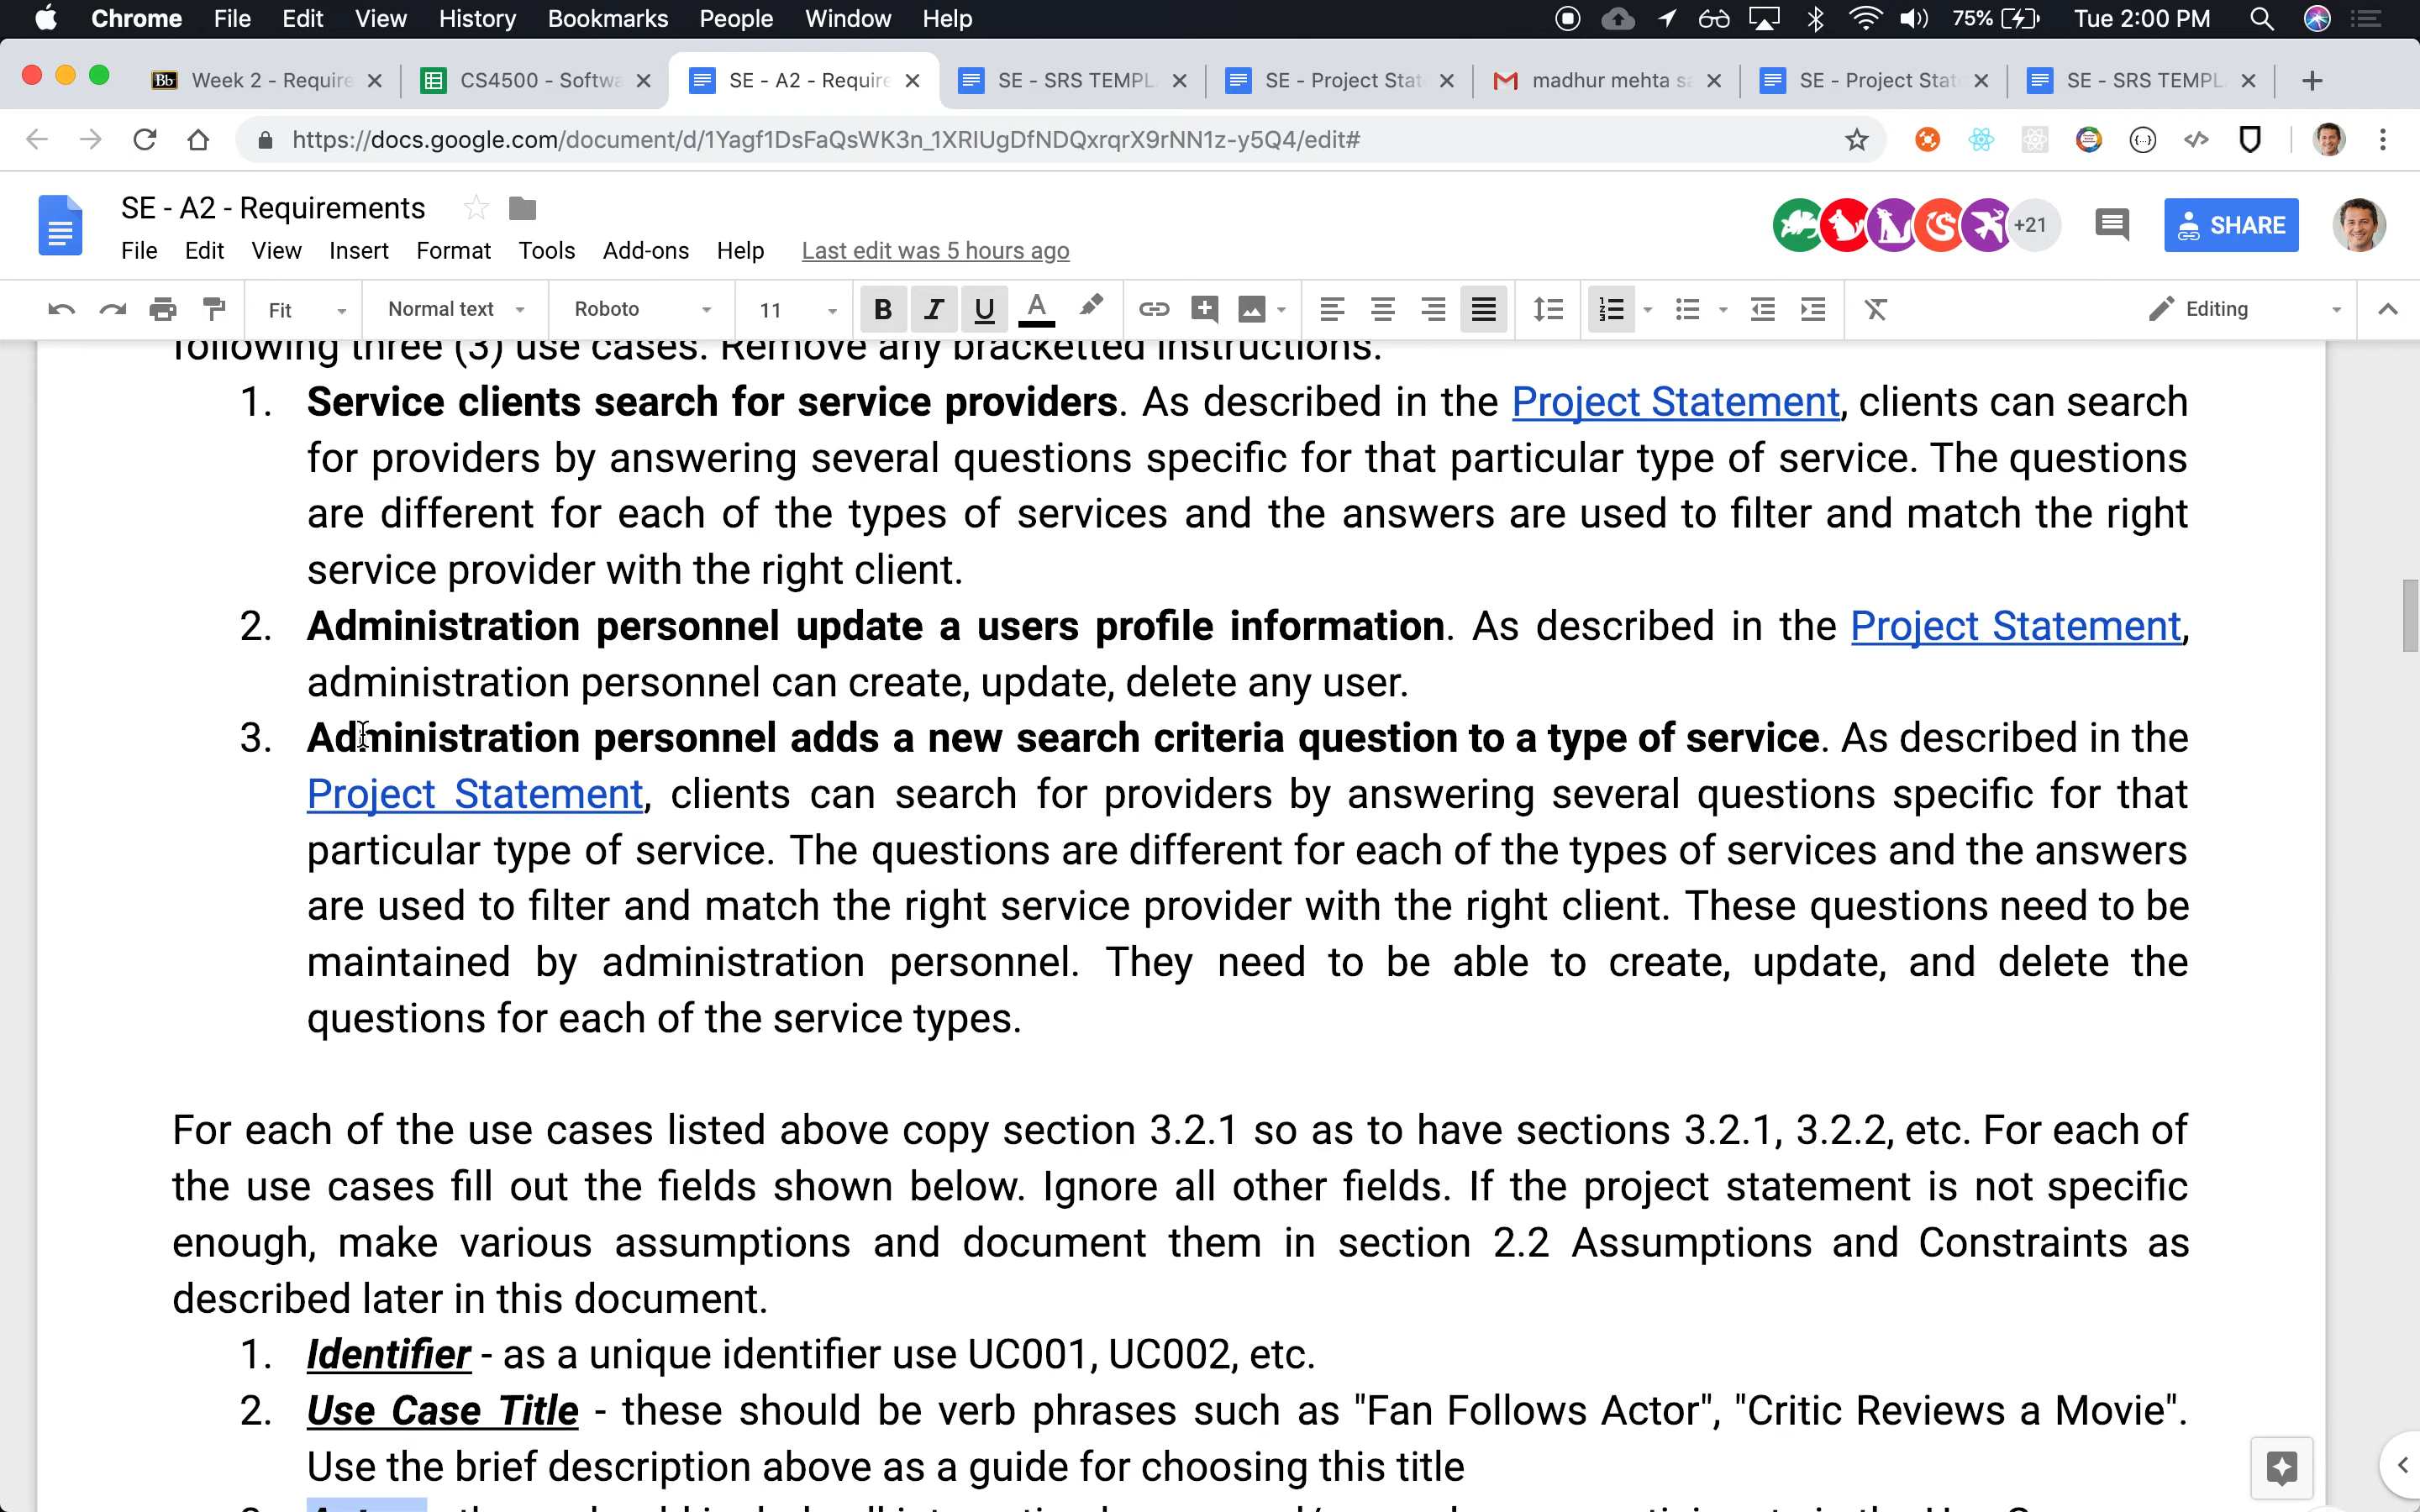 Chrome File Edit View History Bookmarks People Window Help 75% Tue 2:00 PM
Bb Week 2 - Require CS4500 - Softwa SE - A2 - Require SE - SRS TEMPL SE - Project Stat madhur mehta sa SE - Project Stat SE - SRS TEMPL
https://docs.google.com/document/d/1Yagf1DsFaQsWK3n_1XRIUgDfNDQxrqrX9rNN1z-y5Q4/edit#
SE - A2 - Requirements
+21 SHARE
File Edit View Insert Format Tools Add-ons Help Last edit was 5 hours ago
Fit Normal text Roboto 11 B I U A Editing
following three (3) use cases. Remove any bracketted instructions.
1. Service clients search for service providers. As described in the Project Statement, clients can search
for providers by answering several questions specific for that particular type of service. The questions
are different for each of the types of services and the answers are used to filter and match the right
service provider with the right client.
2. Administration personnel update a users profile information. As described in the Project Statement,
administration personnel can create, update, delete any user.
3. Administration personnel adds a new search criteria question to a type of service. As described in the
Project Statement, clients can search for providers by answering several questions specific for that
particular type of service. The questions are different for each of the types of services and the answers
are used to filter and match the right service provider with the right client. These questions need to be
maintained by administration personnel. They need to be able to create, update, and delete the
questions for each of the service types.
For each of the use cases listed above copy section 3.2.1 so as to have sections 3.2.1, 3.2.2, etc. For each of
the use cases fill out the fields shown below. Ignore all other fields. If the project statement is not specific
enough, make various assumptions and document them in section 2.2 Assumptions and Constraints as
described later in this document.
1. Identifier - as a unique identifier use UC001, UC002, etc.
2. Use Case Title - these should be verb phrases such as "Fan Follows Actor", "Critic Reviews a Movie".
Use the brief description above as a guide for choosing this title